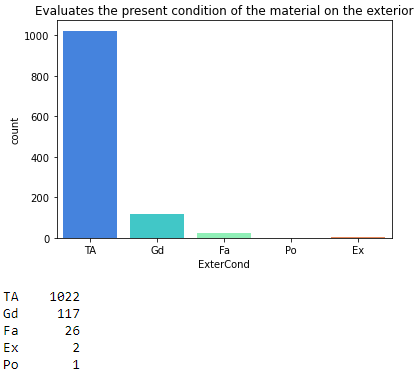 Evaluates the present condition of the material on the exterior
1000
800
600
400
200
0
count
TA Gd Fa Po Ex
ExterCond
TA 1022
Gd 117
Fa 26
Ex 2
Po 1